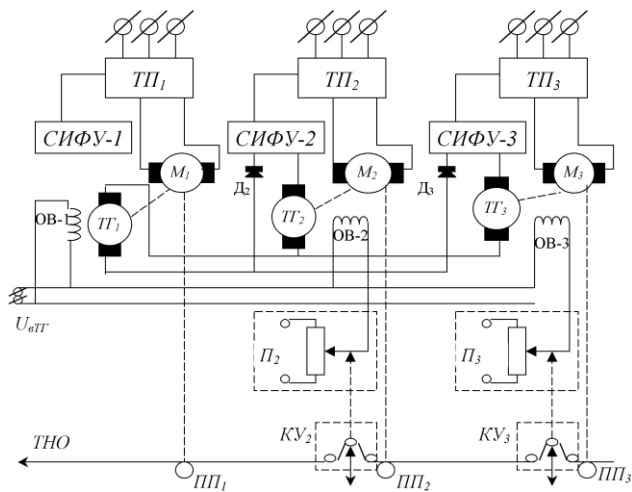 ТП₁ ТП₂ ТП₃
СИФУ-1 СИФУ-2 СИФУ-3
М₁ М₂ М₃
Д₂ Д₃
ОВ-1 ТГ₁ ТГ₂ ОВ-2 ТГ₃ ОВ-3
UвТГ
П₂ П₃
ТНО КУ₂ КУ₃
ПП₁ ПП₂ ПП₃